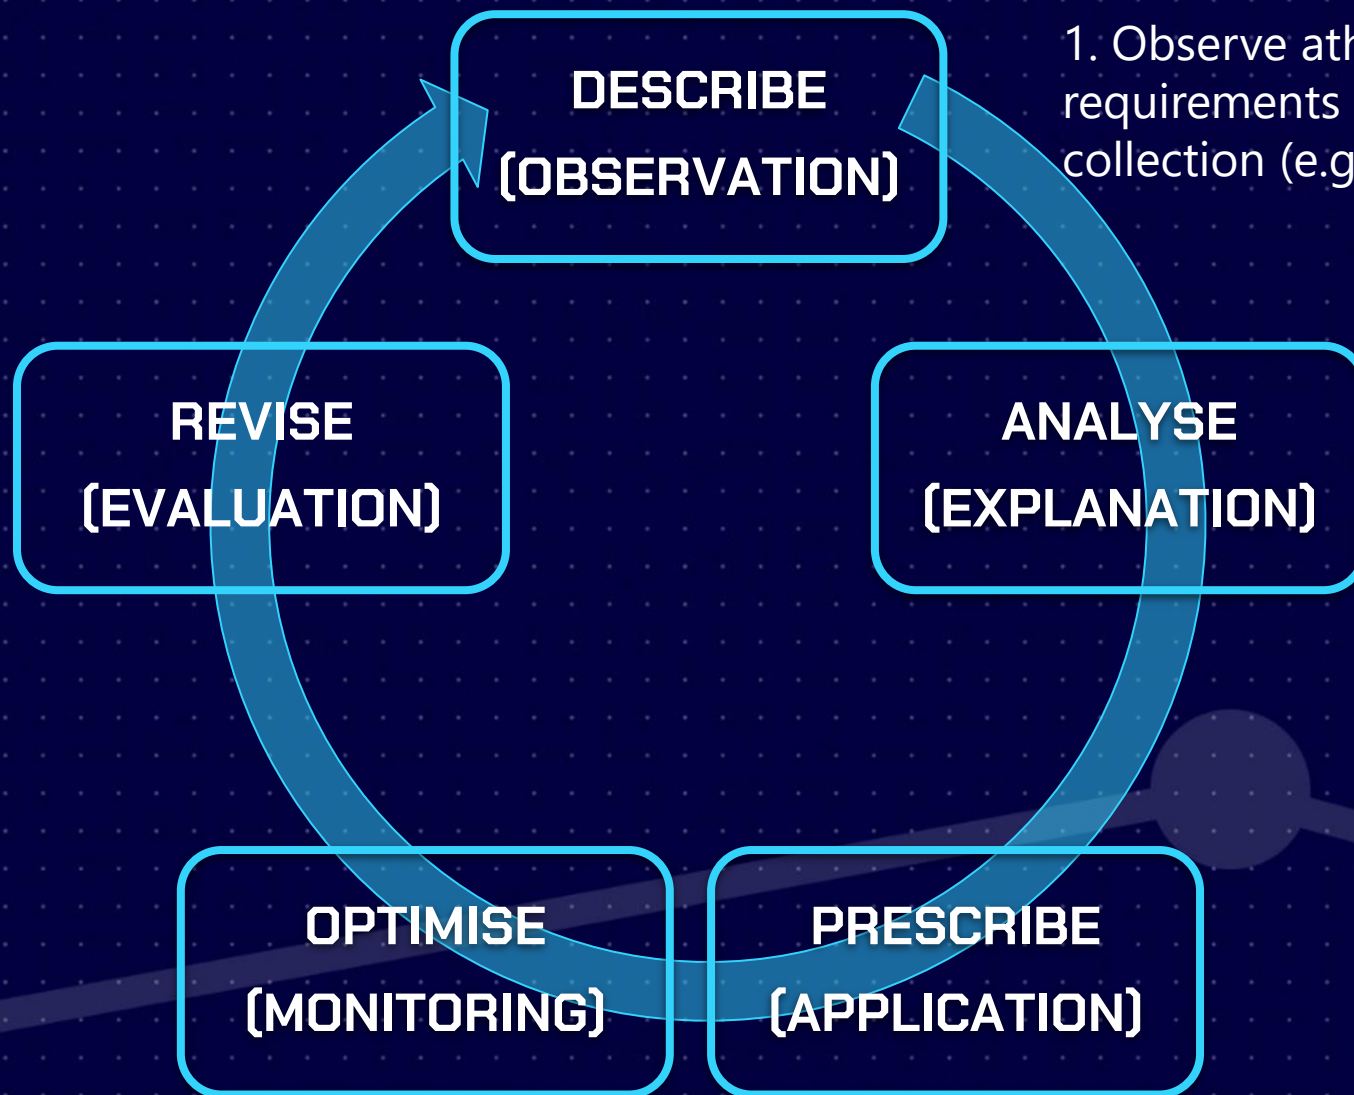 DESCRIBE
(OBSERVATION)
1. Observe
requirements
collection (e.g
ANALYSE
(EXPLANATION)
PRESCRIBE
(APPLICATION)
OPTIMISE
(MONITORING)
REVISE
(EVALUATION)